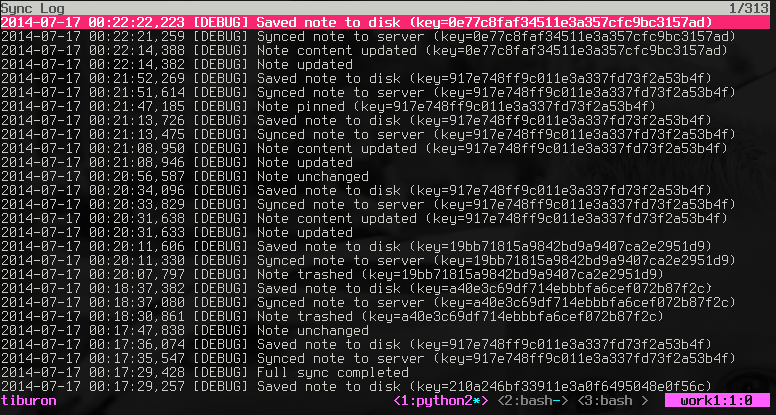 Sync Log 1/313
2014-07-17 00:22:22,223 [DEBUG] Saved note to disk (key=0e77c8faf34511e3a357cfc9bc3157ad)
2014-07-17 00:22:21,259 [DEBUG] Synced note to server (key=0e77c8faf34511e3a357cfc9bc3157ad)
2014-07-17 00:22:14,388 [DEBUG] Note content updated (key=0e77c8faf34511e3a357cfc9bc3157ad)
2014-07-17 00:22:14,382 [DEBUG] Note updated
2014-07-17 00:21:52,269 [DEBUG] Saved note to disk (key=917e748ff9c011e3a337fd73f2a53b4f)
2014-07-17 00:21:51,614 [DEBUG] Synced note to server (key=917e748ff9c011e3a337fd73f2a53b4f)
2014-07-17 00:21:47,185 [DEBUG] Note pinned (key=917e748ff9c011e3a337fd73f2a53b4f)
2014-07-17 00:21:13,726 [DEBUG] Saved note to disk (key=917e748ff9c011e3a337fd73f2a53b4f)
2014-07-17 00:21:13,475 [DEBUG] Synced note to server (key=917e748ff9c011e3a337fd73f2a53b4f)
2014-07-17 00:21:08,950 [DEBUG] Note content updated (key=917e748ff9c011e3a337fd73f2a53b4f)
2014-07-17 00:21:08,946 [DEBUG] Note updated
2014-07-17 00:20:56,587 [DEBUG] Note unchanged
2014-07-17 00:20:34,096 [DEBUG] Saved note to disk (key=917e748ff9c011e3a337fd73f2a53b4f)
2014-07-17 00:20:33,829 [DEBUG] Synced note to server (key=917e748ff9c011e3a337fd73f2a53b4f)
2014-07-17 00:20:31,638 [DEBUG] Note content updated (key=917e748ff9c011e3a337fd73f2a53b4f)
2014-07-17 00:20:31,633 [DEBUG] Note updated
2014-07-17 00:20:11,606 [DEBUG] Saved note to disk (key=19bb71815a9842bd9a9407ca2e2951d9)
2014-07-17 00:20:11,330 [DEBUG] Synced note to server (key=19bb71815a9842bd9a9407ca2e2951d9)
2014-07-17 00:20:07,797 [DEBUG] Note trashed (key=19bb71815a9842bd9a9407ca2e2951d9)
2014-07-17 00:18:37,382 [DEBUG] Saved note to disk (key=a40e3c69df714ebbbfa6cef072b87f2c)
2014-07-17 00:18:37,080 [DEBUG] Synced note to server (key=a40e3c69df714ebbbfa6cef072b87f2c)
2014-07-17 00:18:30,861 [DEBUG] Note trashed (key=a40e3c69df714ebbbfa6cef072b87f2c)
2014-07-17 00:17:47,838 [DEBUG] Note unchanged
2014-07-17 00:17:36,074 [DEBUG] Saved note to disk (key=917e748ff9c011e3a337fd73f2a53b4f)
2014-07-17 00:17:35,547 [DEBUG] Synced note to server (key=917e748ff9c011e3a337fd73f2a53b4f)
2014-07-17 00:17:29,428 [DEBUG] Full sync completed
2014-07-17 00:17:29,257 [DEBUG] Saved note to disk (key=210a246bf33911e3a0f6495048e0f56c)
tiburon <1:python2*> <2:bash-> <3:bash > work1:1:0